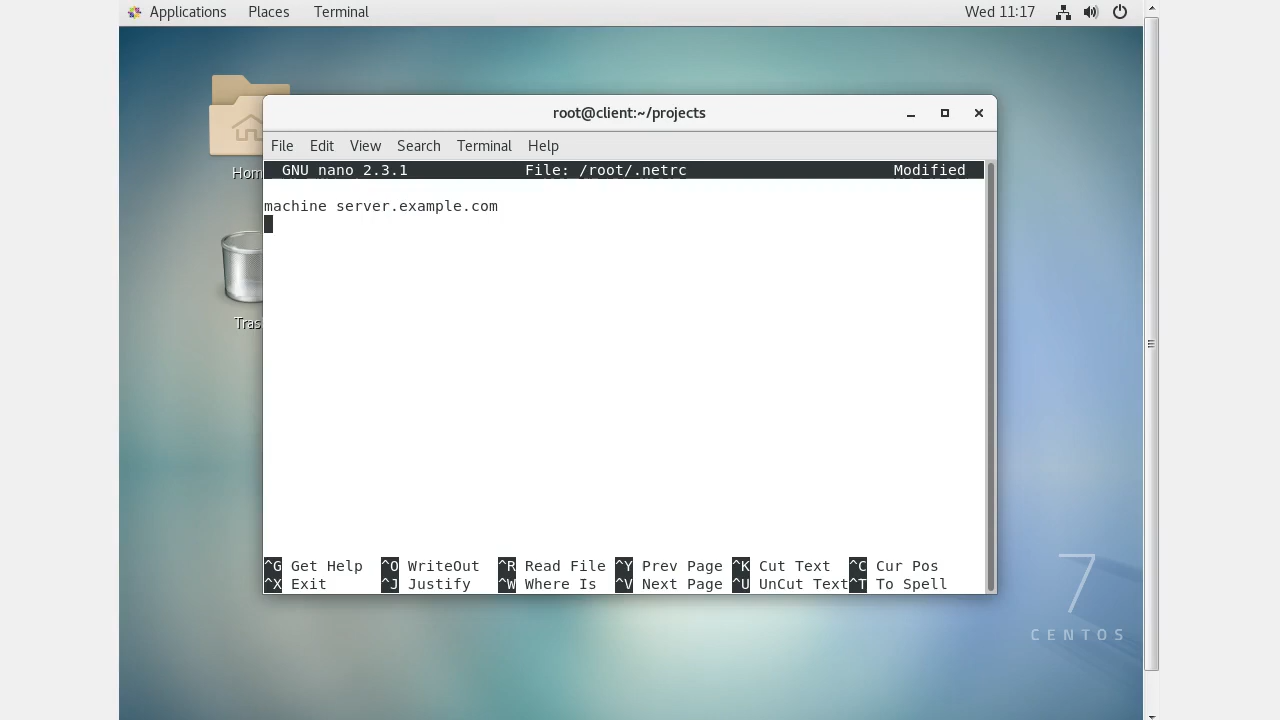 Applications Places Terminal Wed 11:17
root@client:~/projects
File Edit View Search Terminal Help
GNU nano 2.3.1 File: /root/.netrc Modified
machine server.example.com
Hom
Tras
^G Get Help ^O WriteOut ^R Read File ^Y Prev Page ^K Cut Text ^C Cur Pos
^X Exit ^J Justify ^W Where Is ^V Next Page ^U UnCut Text ^T To Spell
7
CENTOS